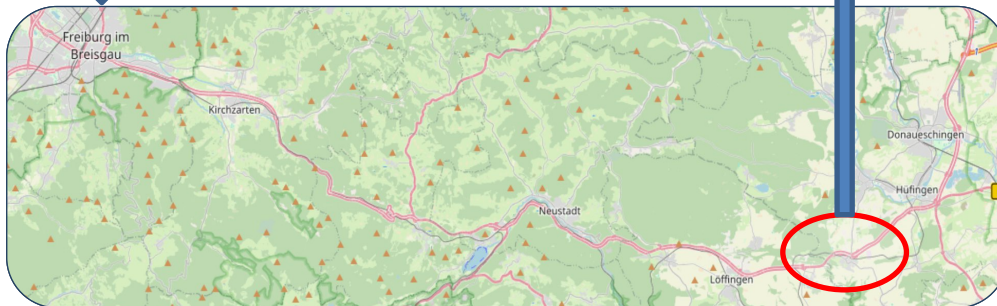 Freiburg im
Breisgau
Kirchzarten
Donaueschingen
Hüfingen
Neustadt
Löffingen